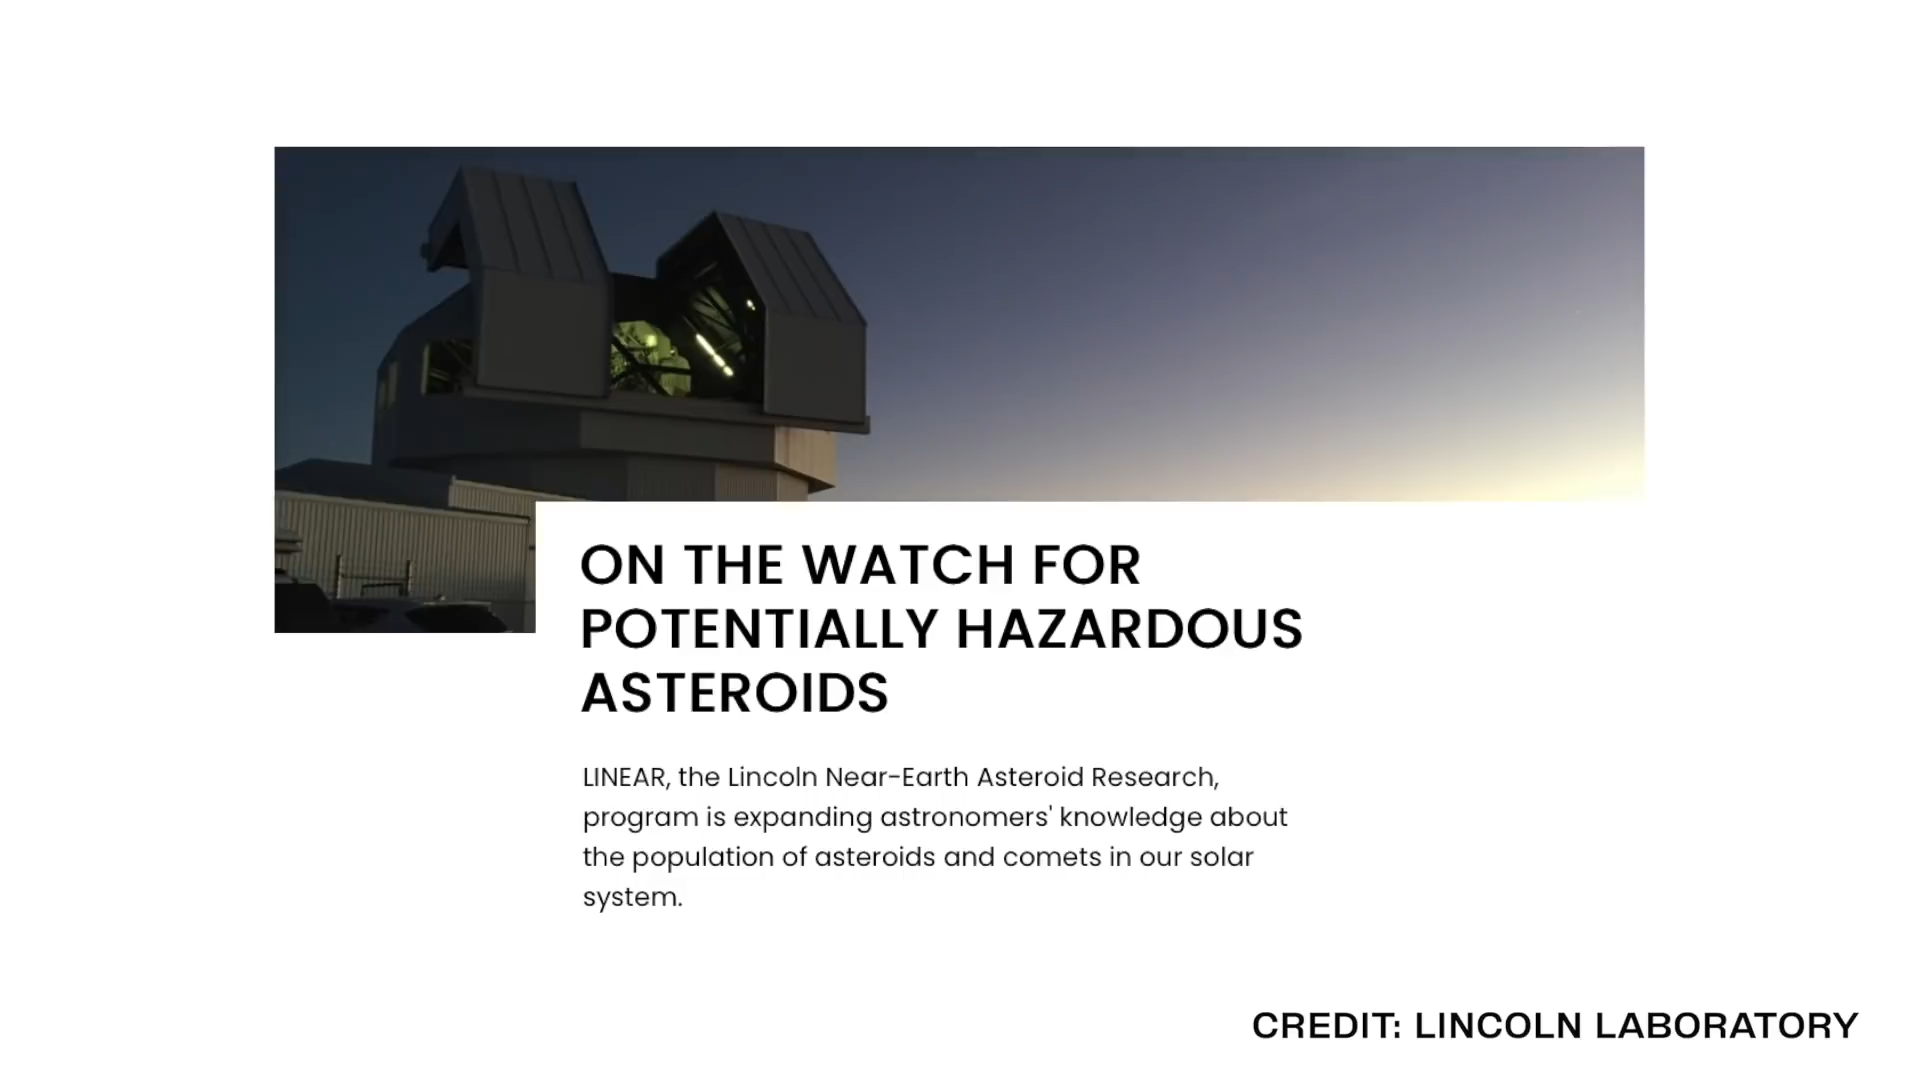 ON THE WATCH FOR
POTENTIALLY HAZARDOUS
ASTEROIDS
LINEAR, the Lincoln Near-Earth Asteroid Research,
program is expanding astronomers' knowledge about
the population of asteroids and comets in our solar
system.
CREDIT: LINCOLN LABORATORY